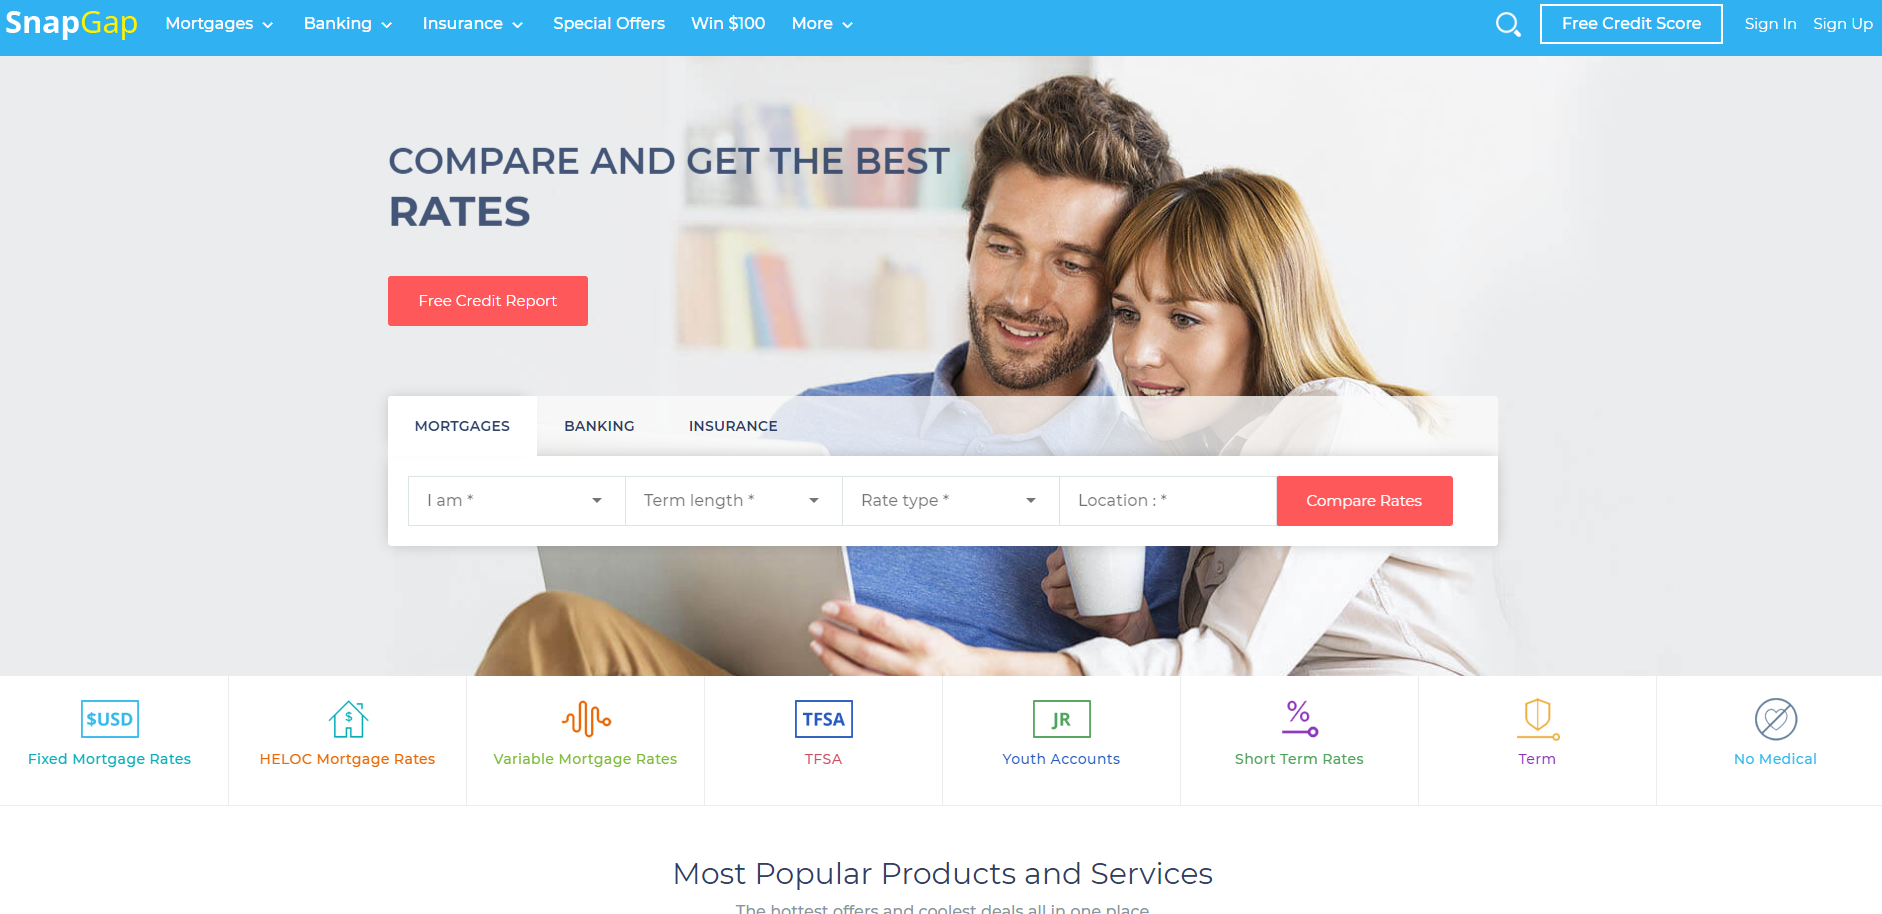 SnapGap Mortgages Banking Insurance Special Offers Win $100 More Free Credit Score Sign In Sign Up
COMPARE AND GET THE BEST
RATES
Free Credit Report
MORTGAGES BANKING INSURANCE
I am * Term length * Rate type * Location : * Compare Rates
$USD TFSA JR %
Fixed Mortgage Rates HELOC Mortgage Rates Variable Mortgage Rates TFSA Youth Accounts Short Term Rates Term No Medical
Most Popular Products and Services
The hottest offers and coolest deals all in one place